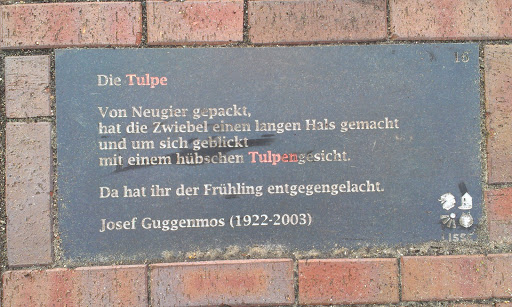 16
Die Tulpe
Von Neugier gepackt,
hat die Zwiebel einen langen Hals gemacht
und um sich geblickt
mit einem hübschen Tulpengesicht.
Da hat ihr der Frühling entgegengelacht.
Josef Guggenmos (1922-2003)